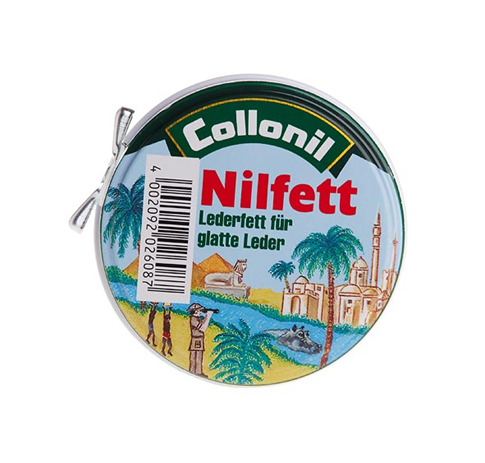 Collonil
Nilfett
Lederfett für
glatte Leder
4 002092 026087